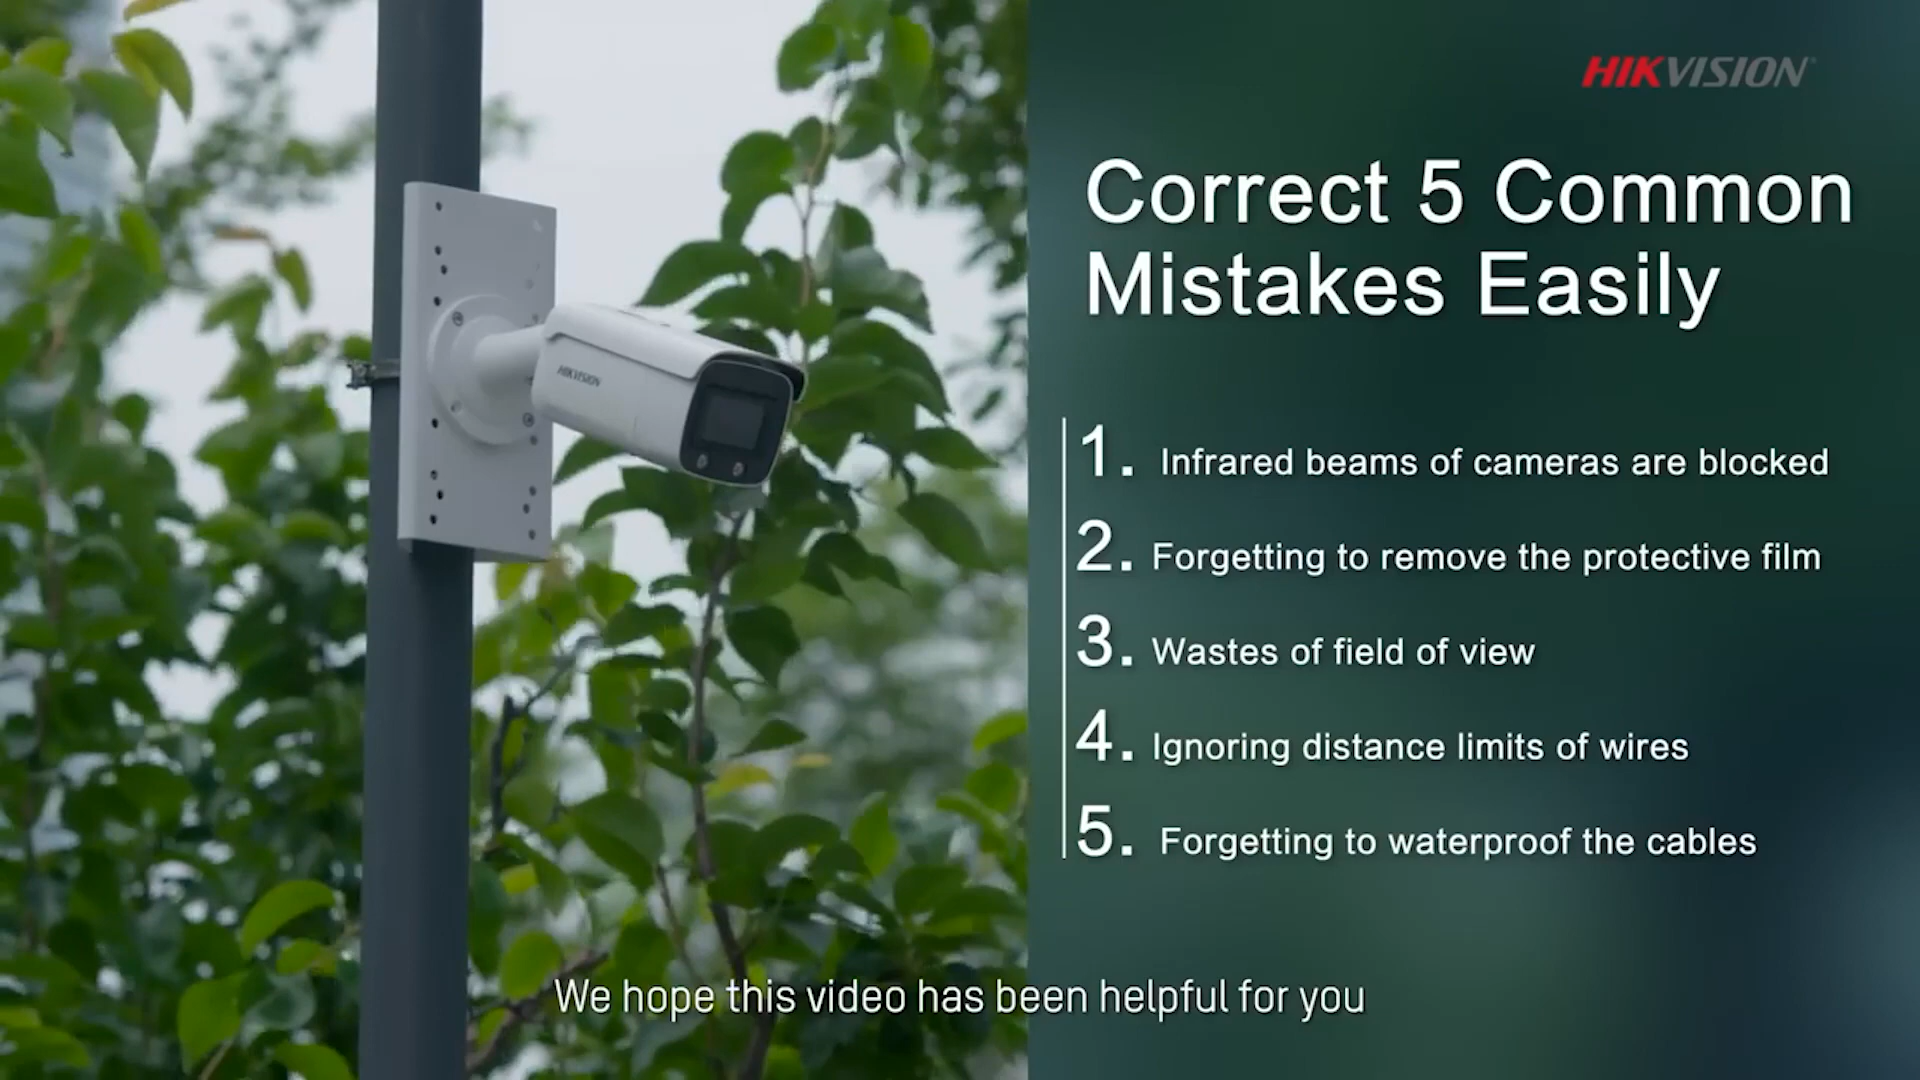 HIKVISION
Correct 5 Common
Mistakes Easily
HIKVISION
1. Infrared beams of cameras are blocked
2. Forgetting to remove the protective film
3. Wastes of field of view
4. Ignoring distance limits of wires
5. Forgetting to waterproof the cables
We hope this video has been helpful for you